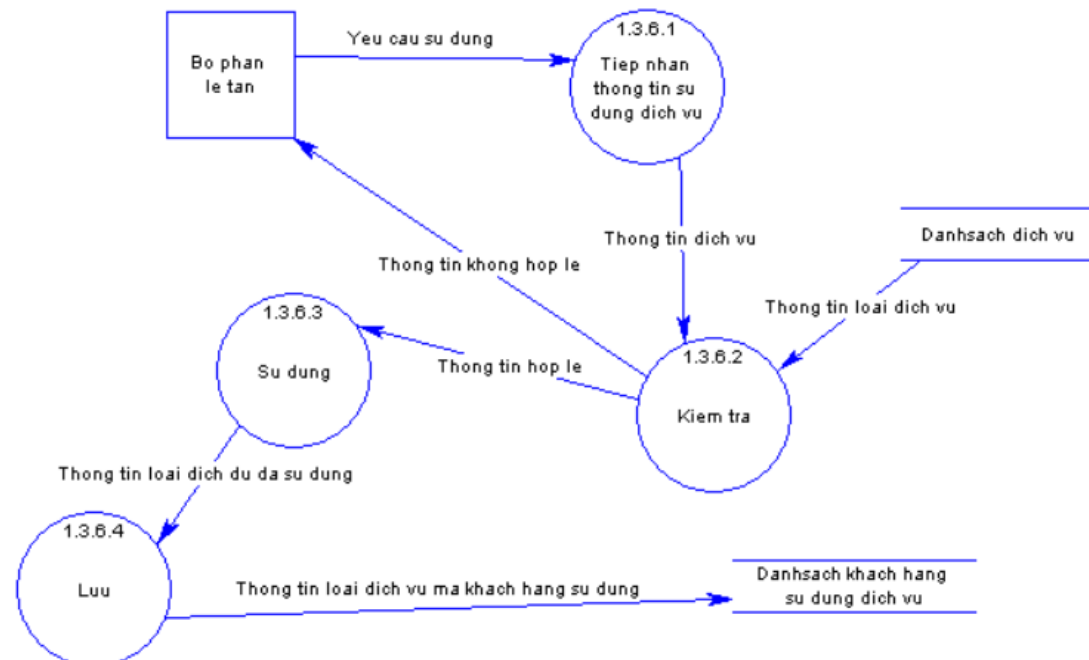 Yeu cau su dung
Bo phan
le tan
1.3.6.1
Tiep nhan
thong tin su
dung dich vu
Thong tin dich vu
Danhsach dich vu
Thong tin khong hop le
Thong tin loai dich vu
1.3.6.3
Su dung
Thong tin hop le
1.3.6.2
Kiem tra
Thong tin loai dich du da su dung
1.3.6.4
Luu
Thong tin loai dich vu ma khach hang su dung
Danhsach khach hang
su dung dich vu